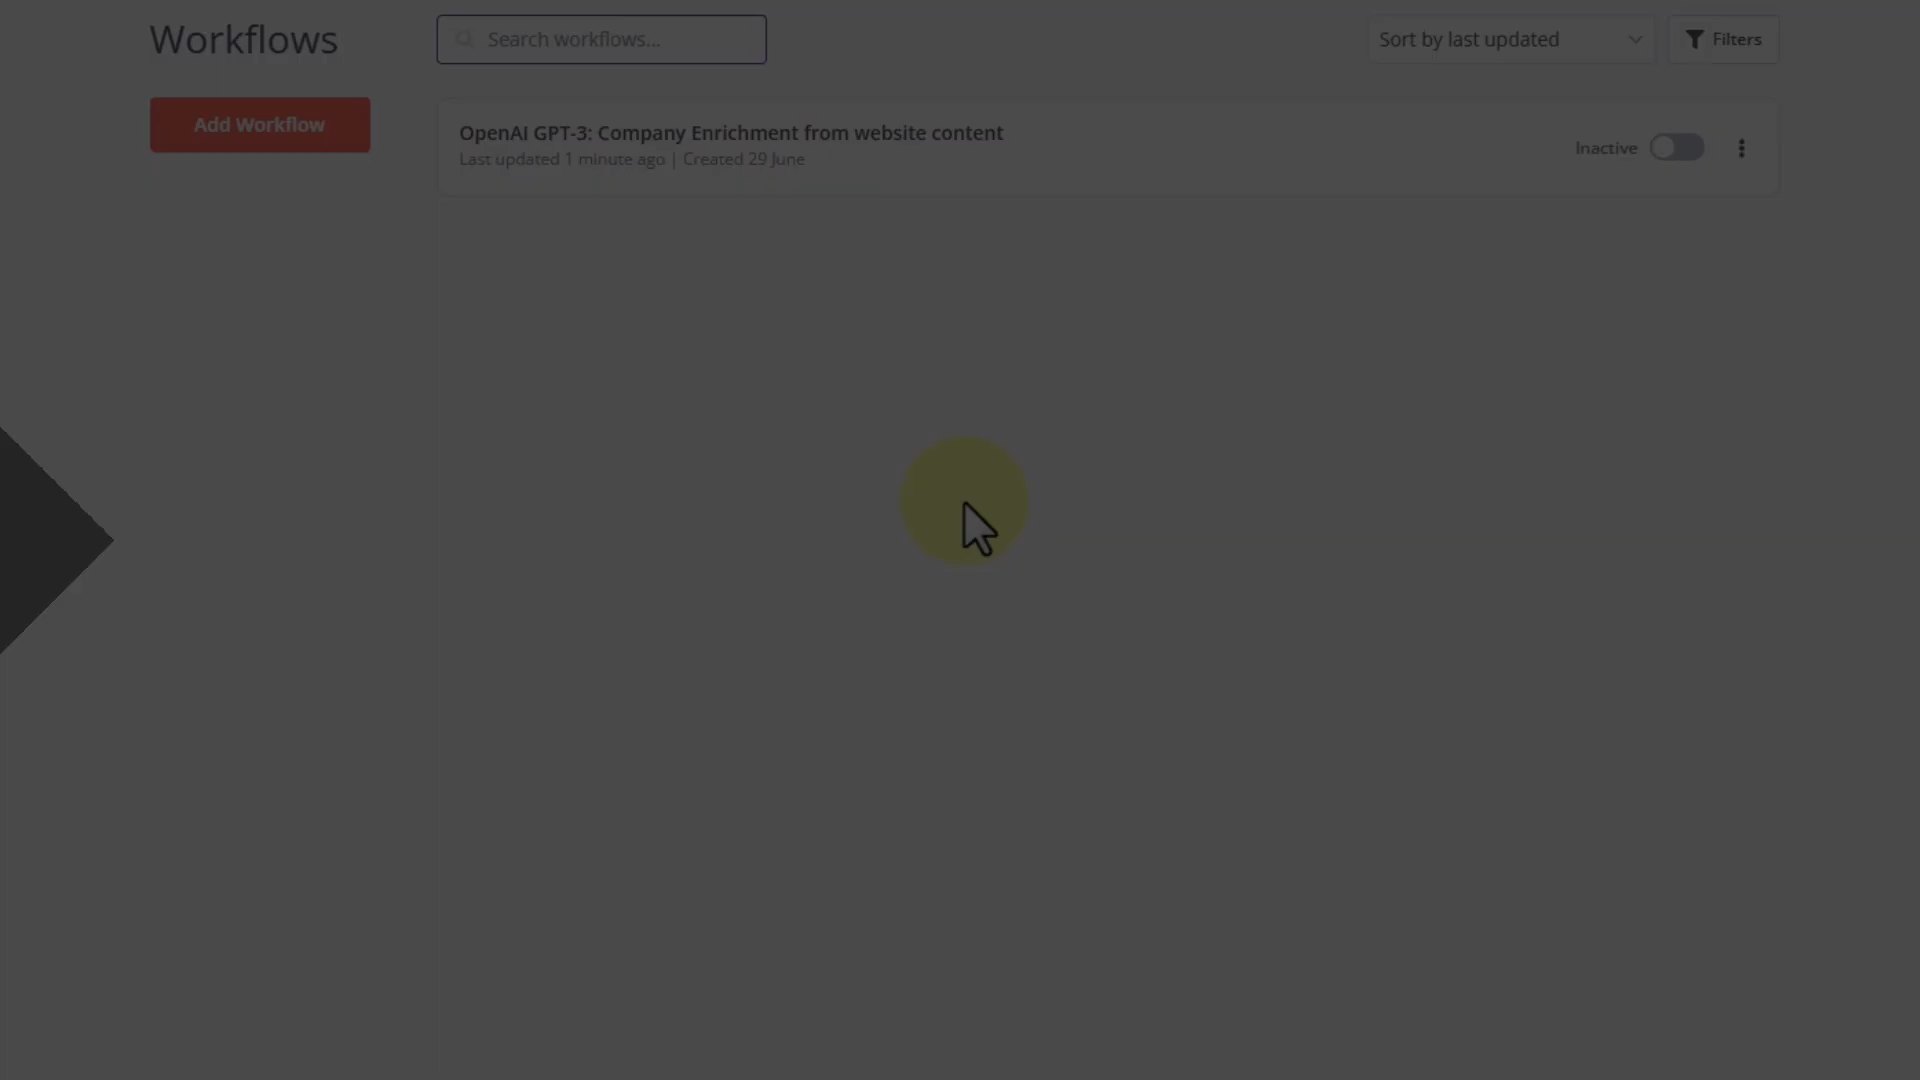 Workflows
Search workflows...
Sort by last updated
Filters
Add Workflow
OpenAI GPT-3: Company Enrichment from website content
Last updated 1 minute ago | Created 29 June
Inactive